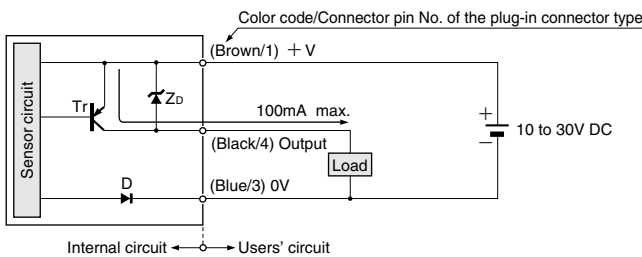 Color code/Connector pin No. of the plug-in connector type
(Brown/1) +V
Tr
ZD
Sensor circuit
100mA max.
+
10 to 30V DC
−
(Black/4) Output
Load
D
(Blue/3) 0V
Internal circuit
Users' circuit